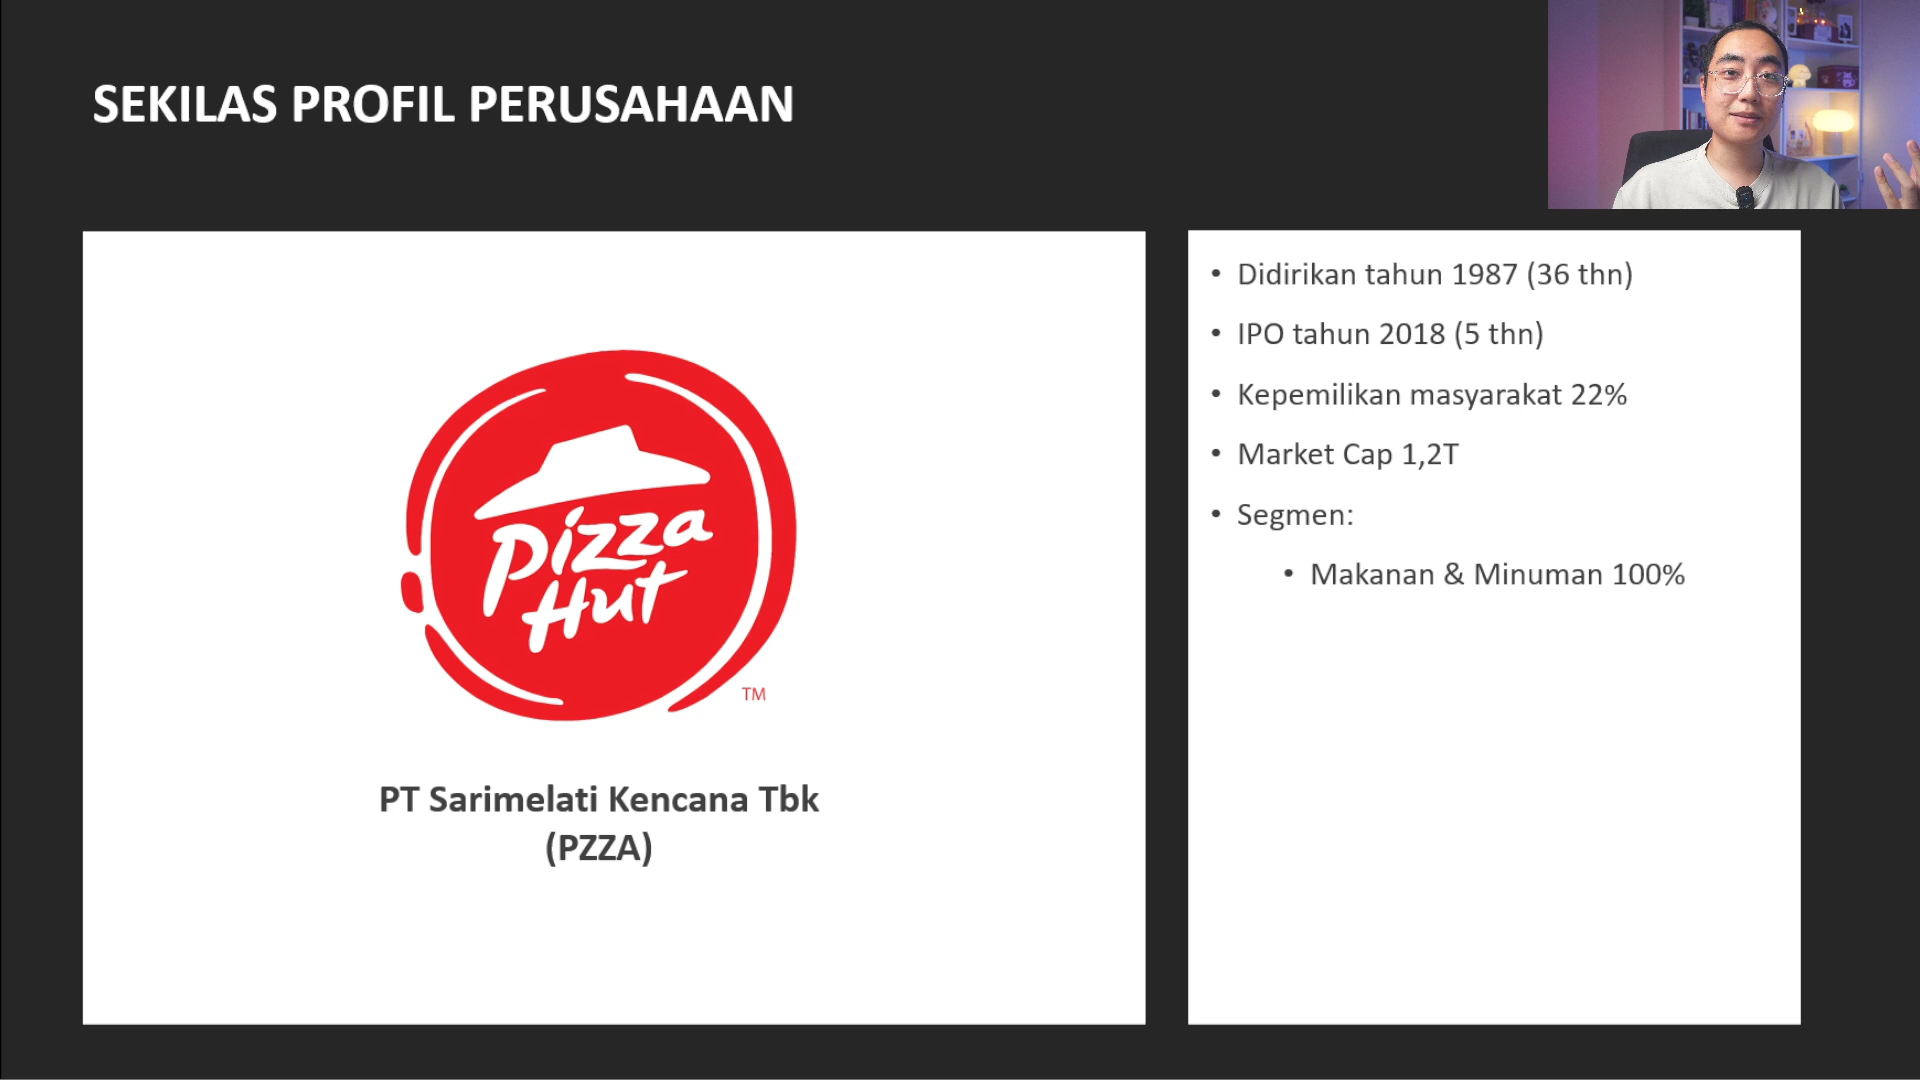 SEKILAS PROFIL PERUSAHAAN
Pizza
Hut
TM
PT Sarimelati Kencana Tbk
(PZZA)
• Didirikan tahun 1987 (36 thn)
• IPO tahun 2018 (5 thn)
• Kepemilikan masyarakat 22%
• Market Cap 1,2T
• Segmen:
• Makanan & Minuman 100%